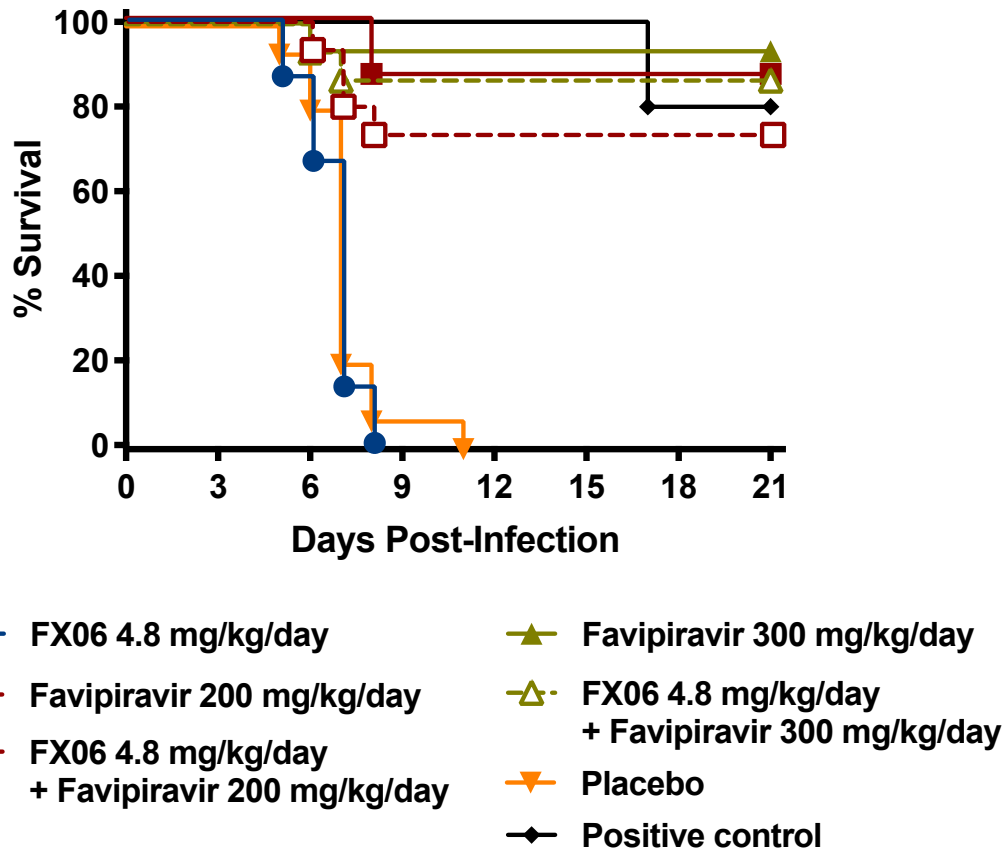 100
80
60
40
20
0
% Survival
0 3 6 9 12 15 18 21
Days Post-Infection
FX06 4.8 mg/kg/day
Favipiravir 200 mg/kg/day
FX06 4.8 mg/kg/day
+ Favipiravir 200 mg/kg/day
Favipiravir 300 mg/kg/day
FX06 4.8 mg/kg/day
+ Favipiravir 300 mg/kg/day
Placebo
Positive control